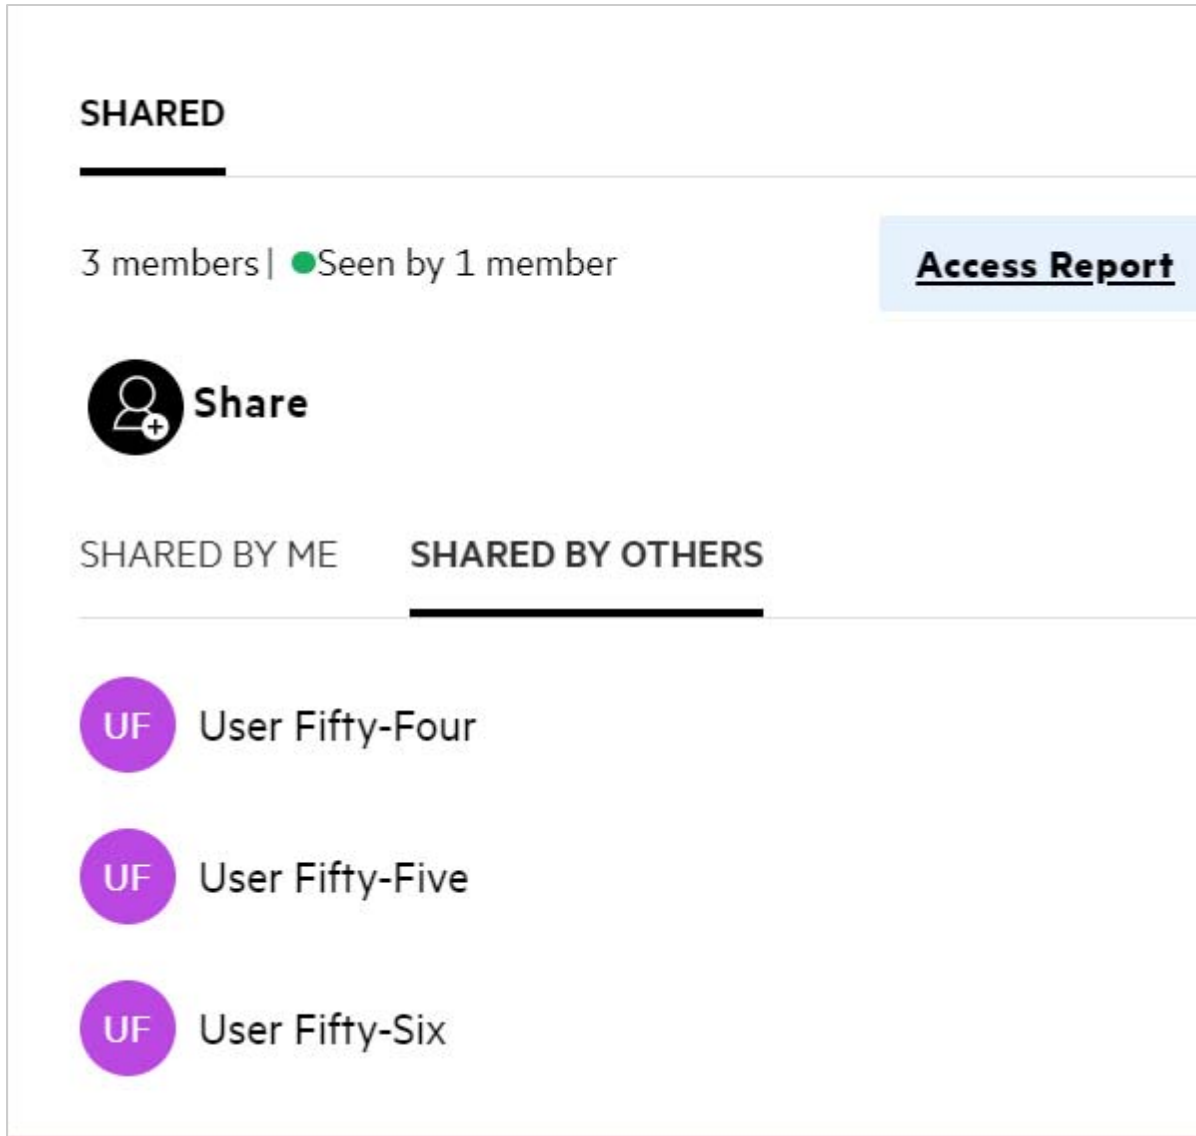 SHARED
3 members| Seen by 1 member
Access Report
Share
SHARED BY ME
SHARED BY OTHERS
UF User Fifty-Four
UF User Fifty-Five
UF User Fifty-Six